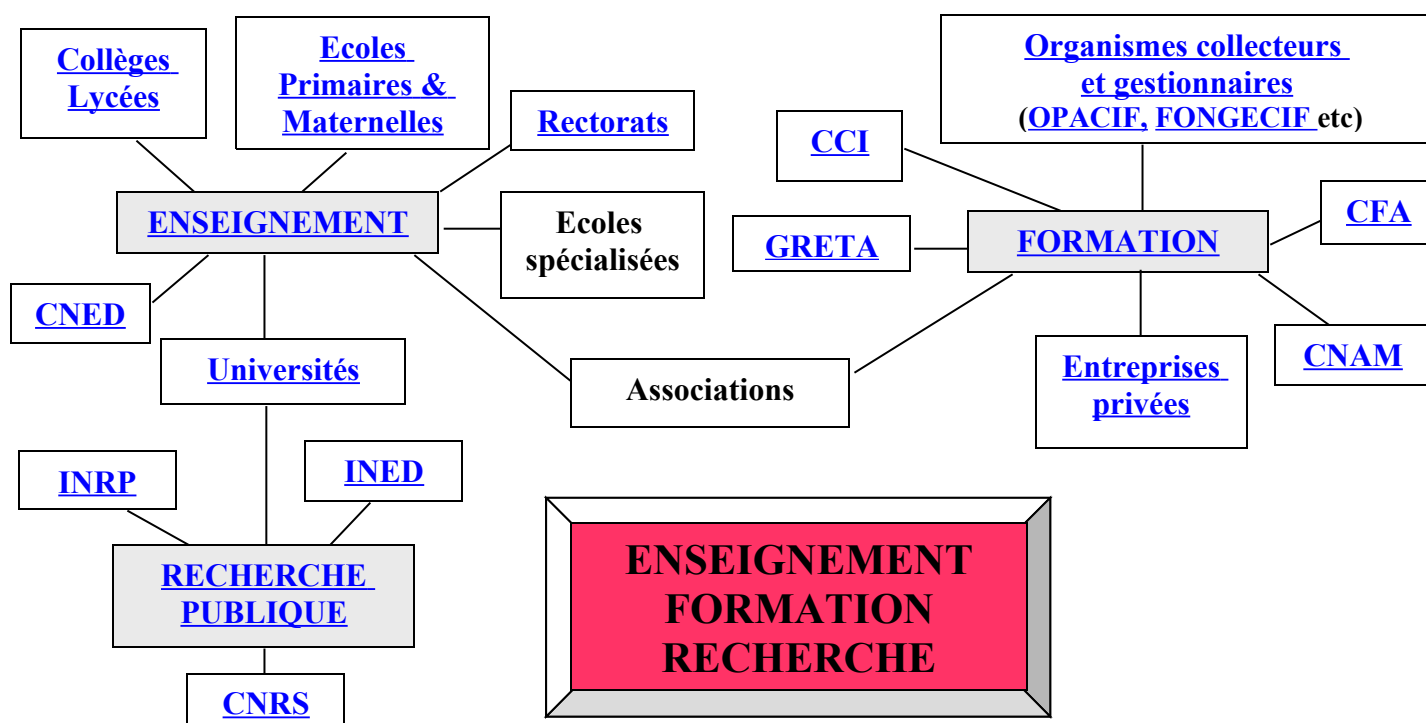 Collèges
Lycées
Ecoles
Primaires &
Maternelles
Rectorats
Organismes collecteurs
et gestionnaires
(OPACIF, FONGECIF etc)
CCI
CFA
ENSEIGNEMENT
Ecoles
spécialisées
GRETA
FORMATION
CNED
Universités
Associations
Entreprises
privées
CNAM
INRP
INED
RECHERCHE
PUBLIQUE
CNRS
ENSEIGNEMENT
FORMATION
RECHERCHE